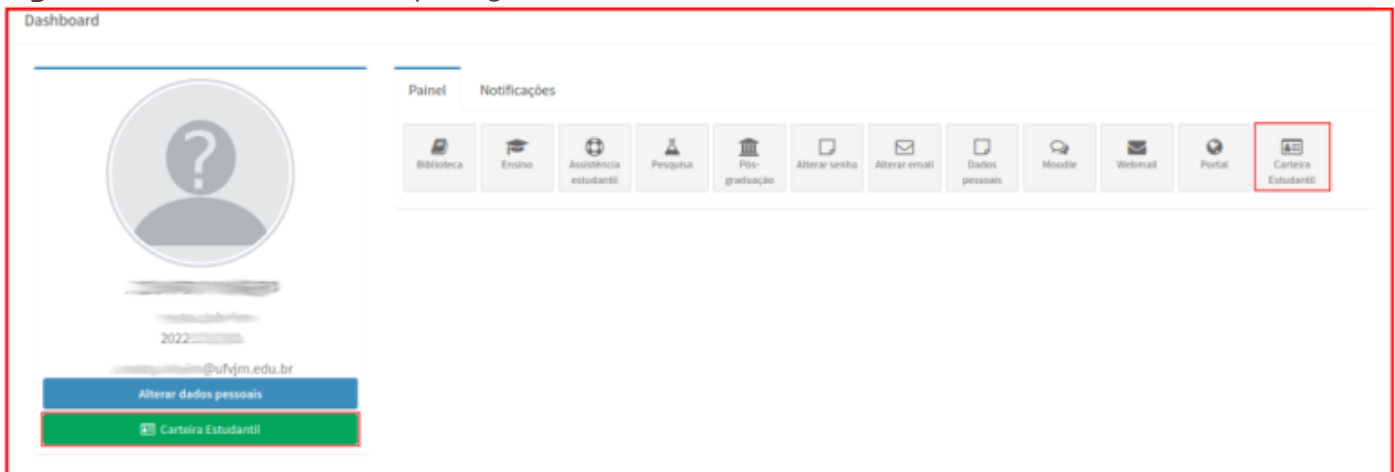 Dashboard
Painel Notificações
Biblioteca
Ensino
Assistência
estudantil
Pesquisa
Pós-
graduação
Alterar senha
Alterar email
Dados
pessoais
Moodle
Webmail
Portal
Carteira
Estudantil
2022
@ufvjm.edu.br
Alterar dados pessoais
Carteira Estudantil